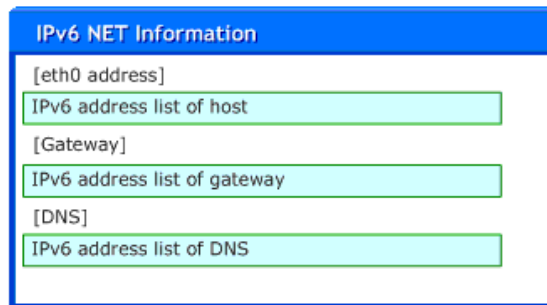 IPv6 NET Information
[eth0 address]
IPv6 address list of host
[Gateway]
IPv6 address list of gateway
[DNS]
IPv6 address list of DNS